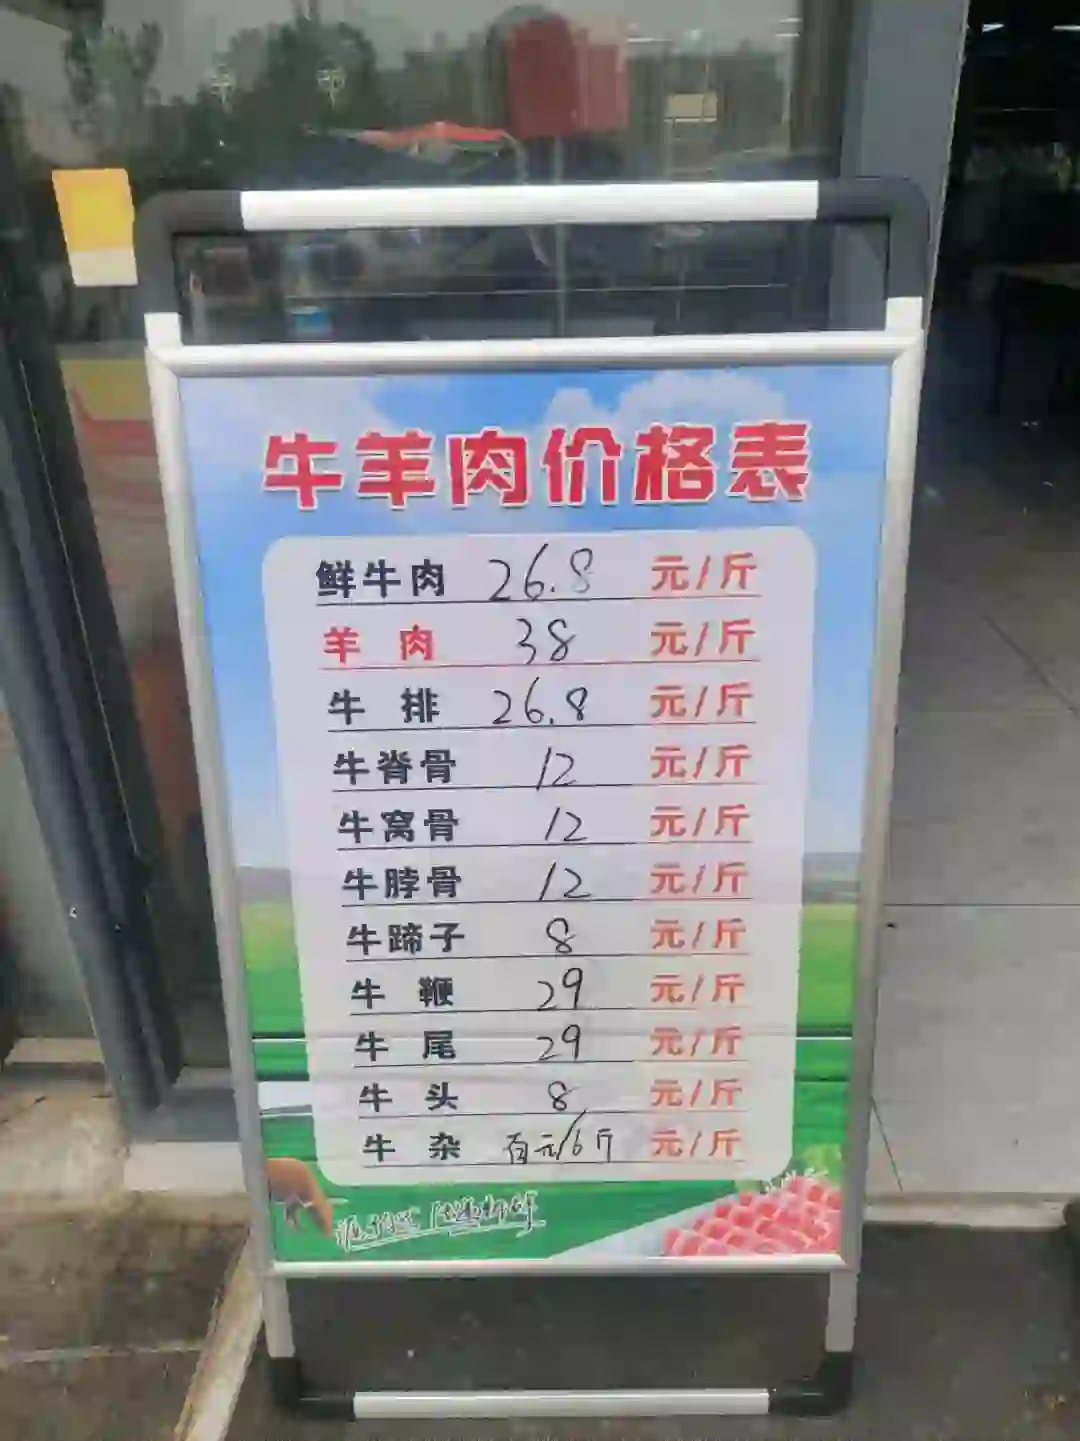 牛羊肉价格表
鲜牛肉 26.8 元/斤
羊肉 38 元/斤
牛排 26.8 元/斤
牛脊骨 12 元/斤
牛窝骨 12 元/斤
牛脖骨 12 元/斤
牛蹄子 8 元/斤
牛鞭 29 元/斤
牛尾 29 元/斤
牛头 8 元/斤
牛杂 百元/6斤 元/斤